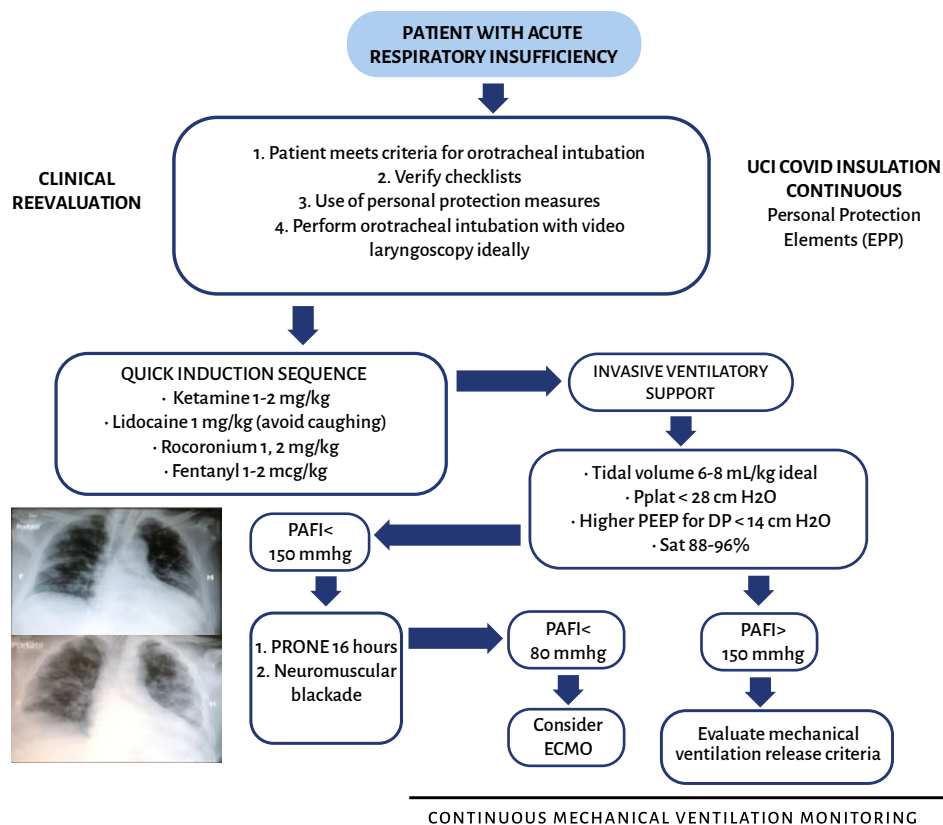 PATIENT WITH ACUTE
RESPIRATORY INSUFFICIENCY
CLINICAL
REEVALUATION
1. Patient meets criteria for orotracheal intubation
2. Verify checklists
3. Use of personal protection measures
4. Perform orotracheal intubation with video
laryngoscopy ideally
UCI COVID INSULATION
CONTINUOUS
Personal Protection
Elements (EPP)
QUICK INDUCTION SEQUENCE
· Ketamine 1-2 mg/kg
· Lidocaine 1 mg/kg (avoid caughing)
· Rocoronium 1, 2 mg/kg
· Fentanyl 1-2 mcg/kg
INVASIVE VENTILATORY
SUPPORT
· Tidal volume 6-8 mL/kg ideal
· Pplat < 28 cm H2O
· Higher PEEP for DP < 14 cm H2O
· Sat 88-96%
PAFI<
150 mmhg
1. PRONE 16 hours
2. Neuromuscular
blackade
PAFI<
80 mmhg
Consider
ECMO
PAFI>
150 mmhg
Evaluate mechanical
ventilation release criteria
CONTINUOUS MECHANICAL VENTILATION MONITORING